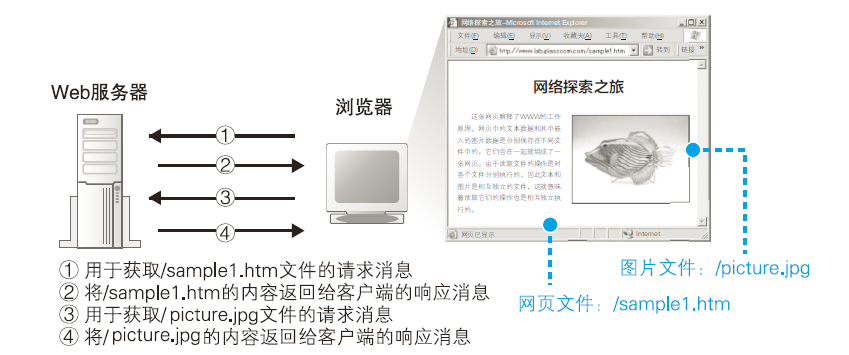 网络探索之旅-Microsoft Internet Explorer
文件(F) 编辑(E) 显示(V) 收藏夹(A) 工具(T) 帮助(H)
地址(D) http://www.labglasscom.com/sample1.htm 转到 链接 »
Web服务器
浏览器
网络探索之旅
这张网页解释了WWW的工作
原理。网页中的文本数据和其中嵌
入的图片数据是分别保存在不同文
件中的,它们合在一起就组成了一
张网页。由于读取文件的操作是对
各个文件分别执行的,因此文本和
图片是相互独立的文件,这就意味
着读取它们的操作也是相互独立执
行的。
①
②
③
④
网页已显示 Internet
① 用于获取/sample1.htm文件的请求消息
② 将/sample1.htm的内容返回给客户端的响应消息
③ 用于获取/picture.jpg文件的请求消息
④ 将/picture.jpg的内容返回给客户端的响应消息
图片文件:/picture.jpg
网页文件:/sample1.htm